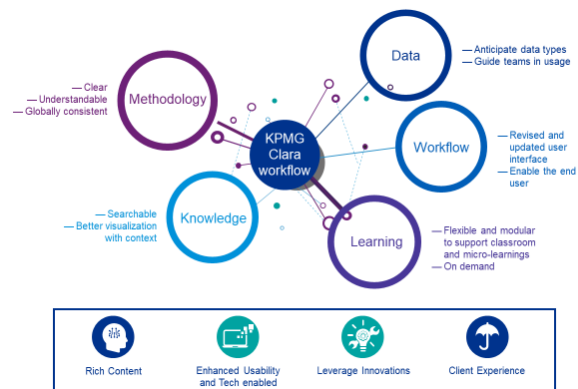 Data
— Anticipate data types
— Guide teams in usage
Methodology
— Clear
— Understandable
— Globally consistent
KPMG
Clara
workflow
Workflow
— Revised and
updated user
interface
— Enable the end
user
Knowledge
— Searchable
— Better visualization
with context
Learning
— Flexible and modular
to support classroom
and micro-learnings
— On demand
Rich Content
Enhanced Usability
and Tech enabled
Leverage Innovations
Client Experience